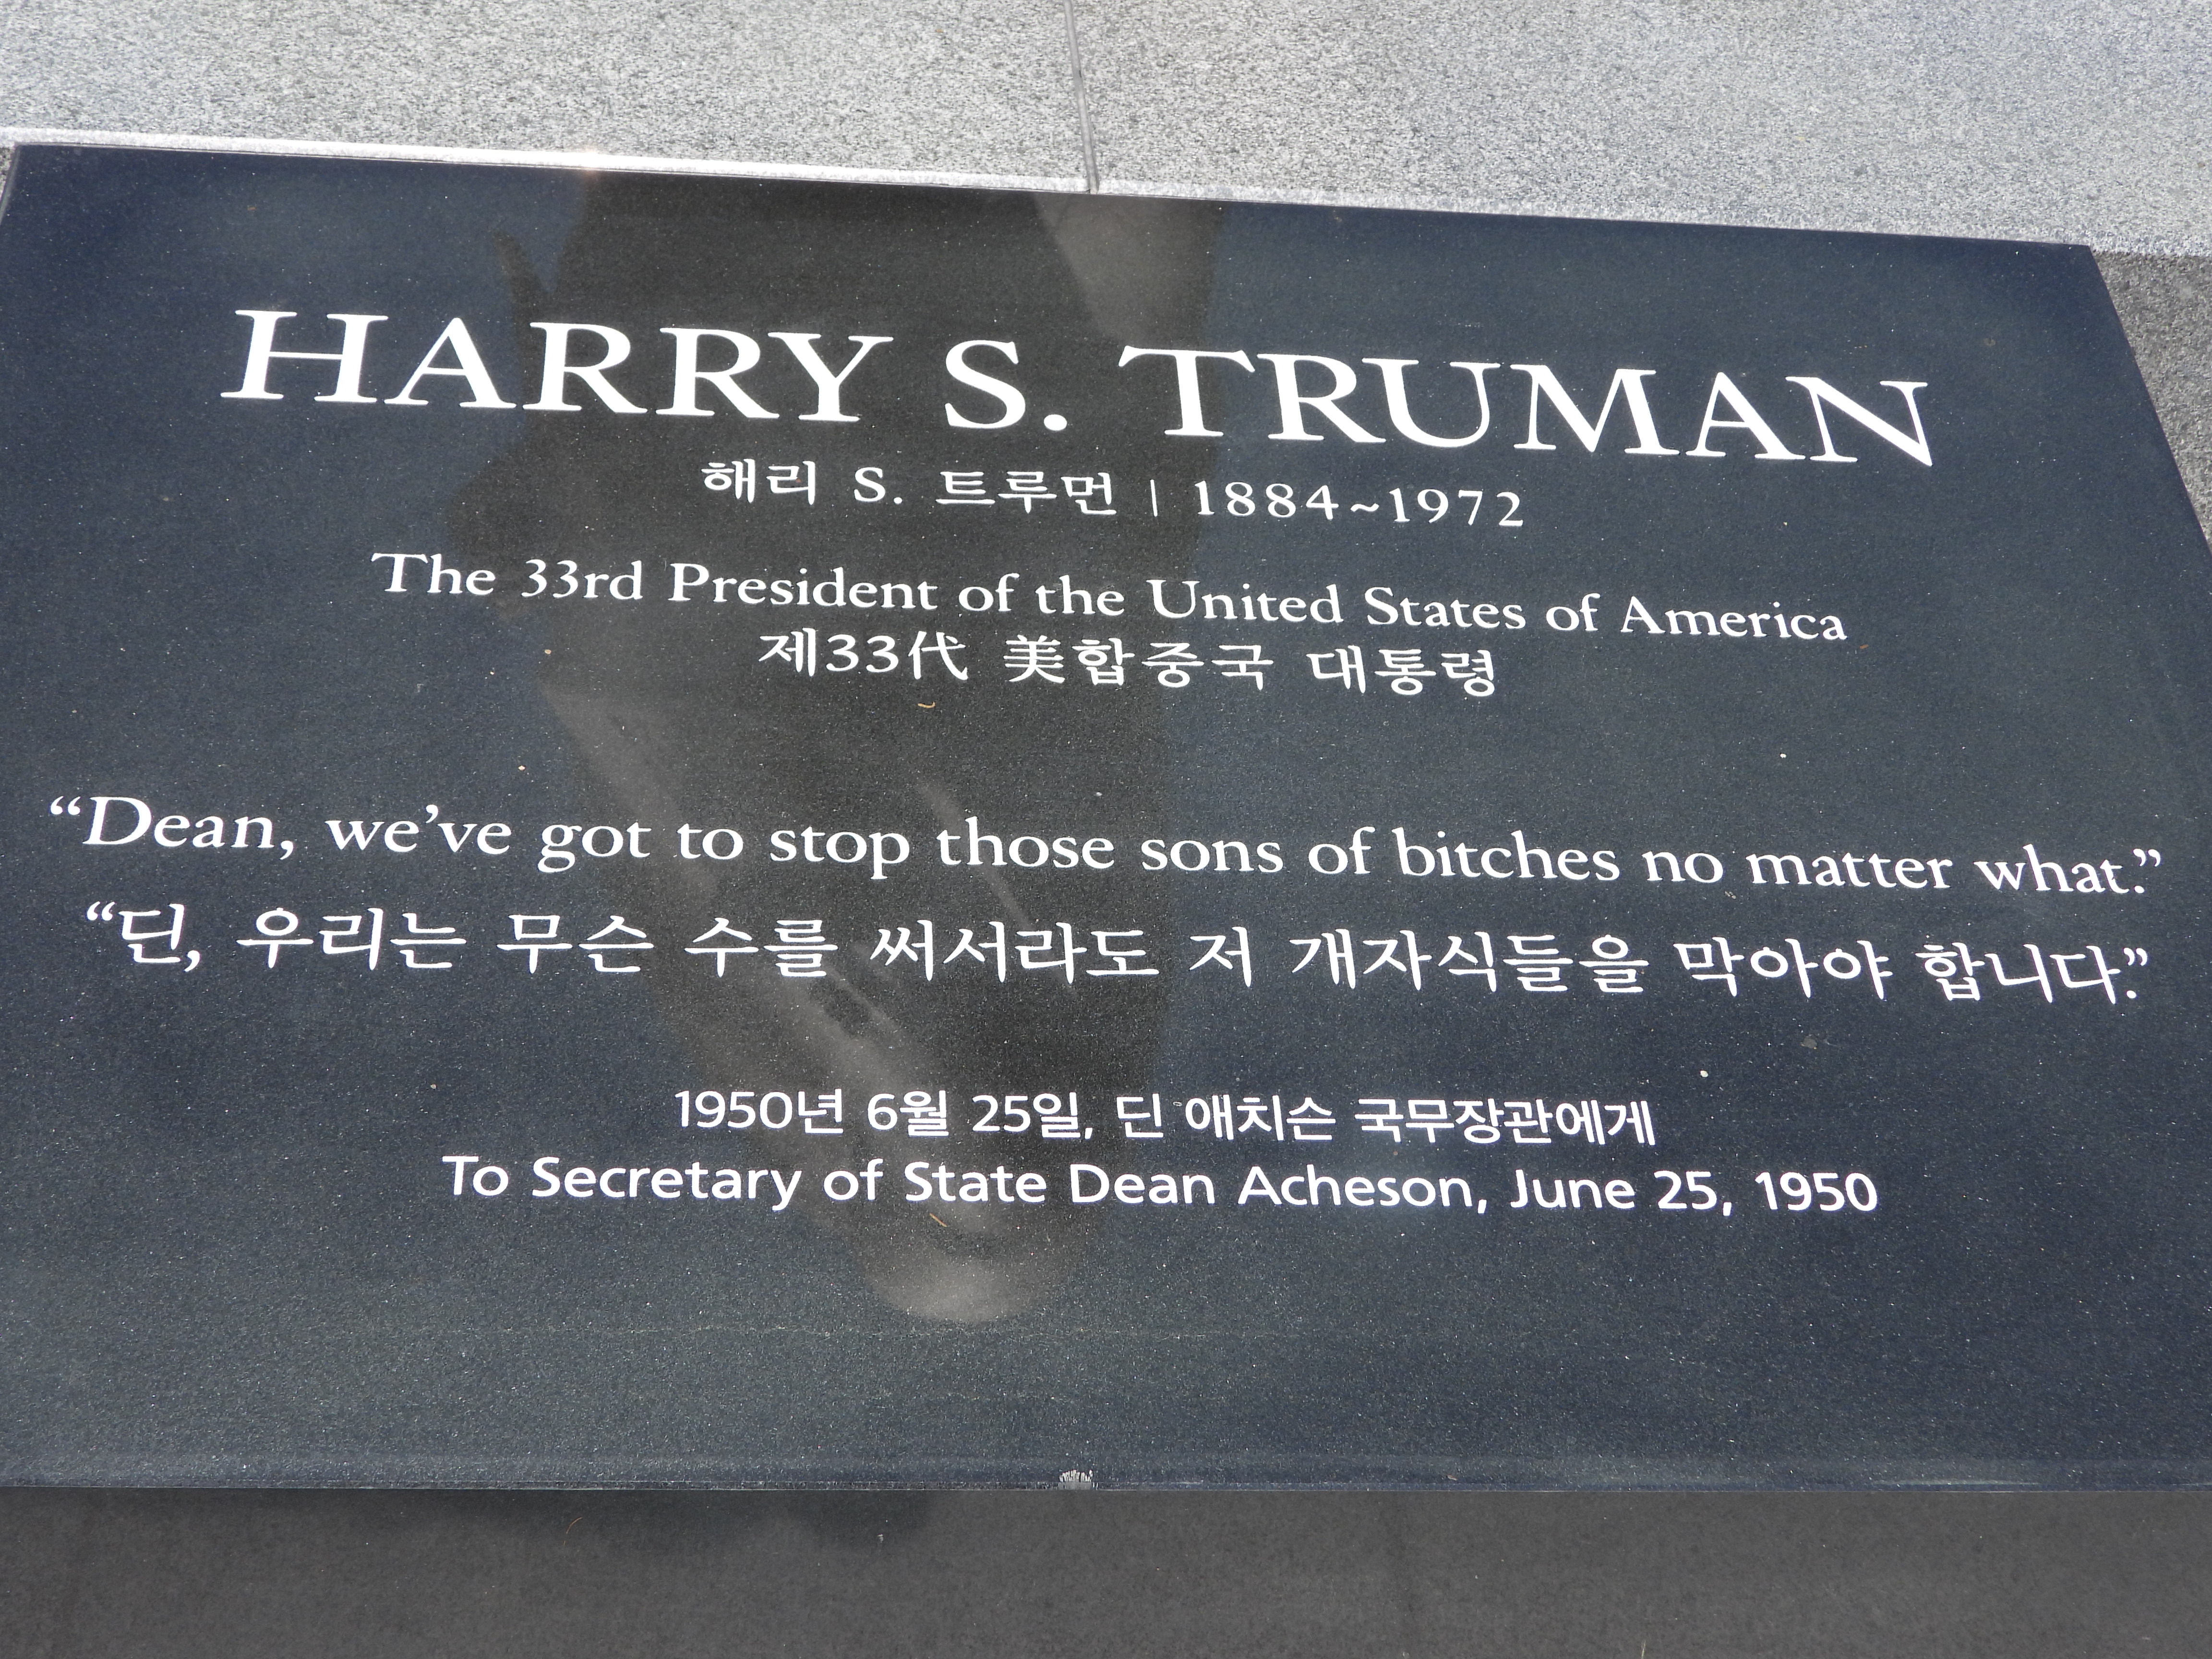 HARRY S. TRUMAN
해리 S. 트루먼 | 1884~1972
The 33rd President of the United States of America
제33代 美합중국 대통령
“Dean, we’ve got to stop those sons of bitches no matter what.”
“딘, 우리는 무슨 수를 써서라도 저 개자식들을 막아야 합니다.”
1950년 6월 25일, 딘 애치슨 국무장관에게
To Secretary of State Dean Acheson, June 25, 1950